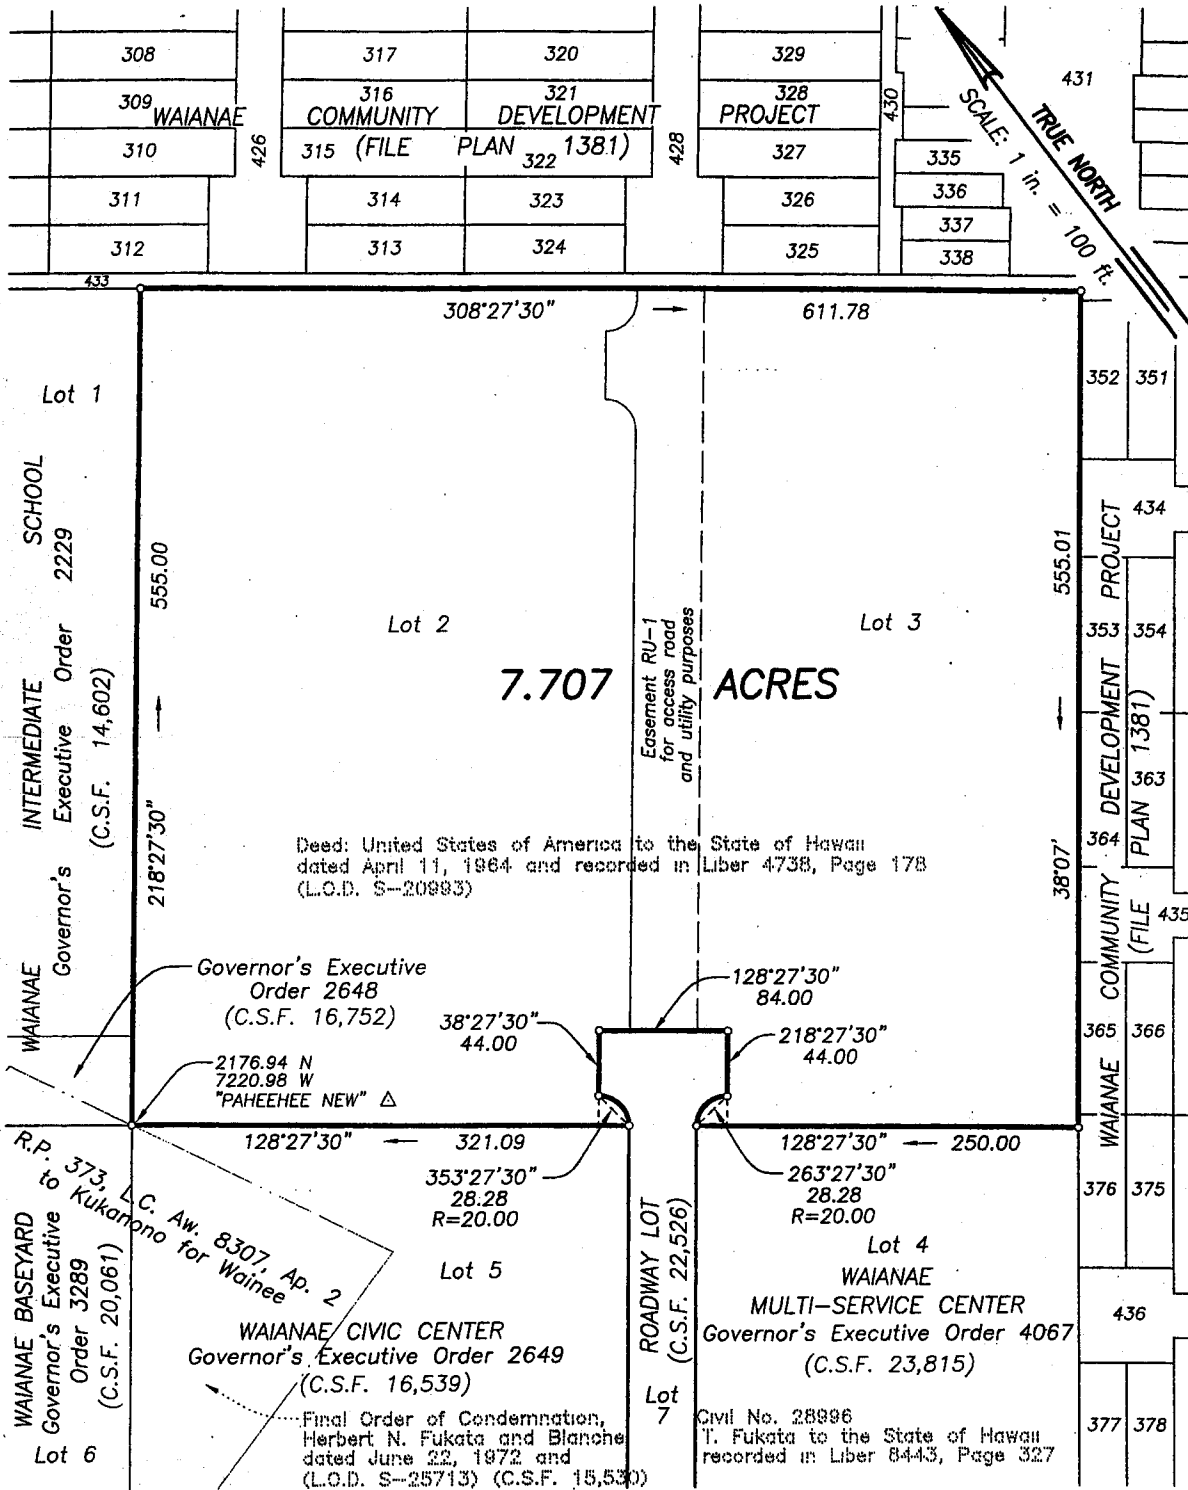 308
317
320
329
431
309
316
321
328
430
WAIANAE COMMUNITY DEVELOPMENT PROJECT
310
426
315
(FILE PLAN 1381)
322
428
327
335
311
314
323
326
336
337
312
313
324
325
338
TRUE NORTH
SCALE: 1 in. = 100 ft.
433
308°27'30"
611.78
352
351
Lot 1
434
WAIANAE INTERMEDIATE SCHOOL
Governor's Executive Order 2229
(C.S.F. 14,602)
218°27'30"
555.00
Lot 2
Lot 3
7.707 ACRES
Easement RU-1
for access road
and utility purposes
38°07'
555.01
353
354
363
364
WAIANAE COMMUNITY DEVELOPMENT PROJECT
(FILE PLAN 1381)
435
Deed: United States of America to the State of Hawaii
dated April 11, 1964 and recorded in Liber 4738, Page 178
(L.O.D. S-20993)
Governor's Executive
Order 2648
(C.S.F. 16,752)
128°27'30"
84.00
38°27'30"
44.00
218°27'30"
44.00
365
366
2176.94 N
7220.98 W
"PAHEEHEE NEW" △
128°27'30"
321.09
128°27'30"
250.00
353°27'30"
28.28
R=20.00
263°27'30"
28.28
R=20.00
376
375
R.P. 373, L.C. Aw. 8307, Ap. 2
to Kukanono for Wainee
WAIANAE BASEYARD
Governor's Executive
Order 3289
(C.S.F. 20,061)
Lot 6
Lot 5
WAIANAE CIVIC CENTER
Governor's Executive Order 2649
(C.S.F. 16,539)
ROADWAY LOT
(C.S.F. 22,526)
Lot
7
Lot 4
WAIANAE
MULTI-SERVICE CENTER
Governor's Executive Order 4067
(C.S.F. 23,815)
436
377
378
Final Order of Condemnation, Civil No. 28996
Herbert N. Fukata and Blanche T. Fukata to the State of Hawaii
dated June 22, 1972 and recorded in Liber 8443, Page 327
(L.O.D. S-25713) (C.S.F. 15,530)